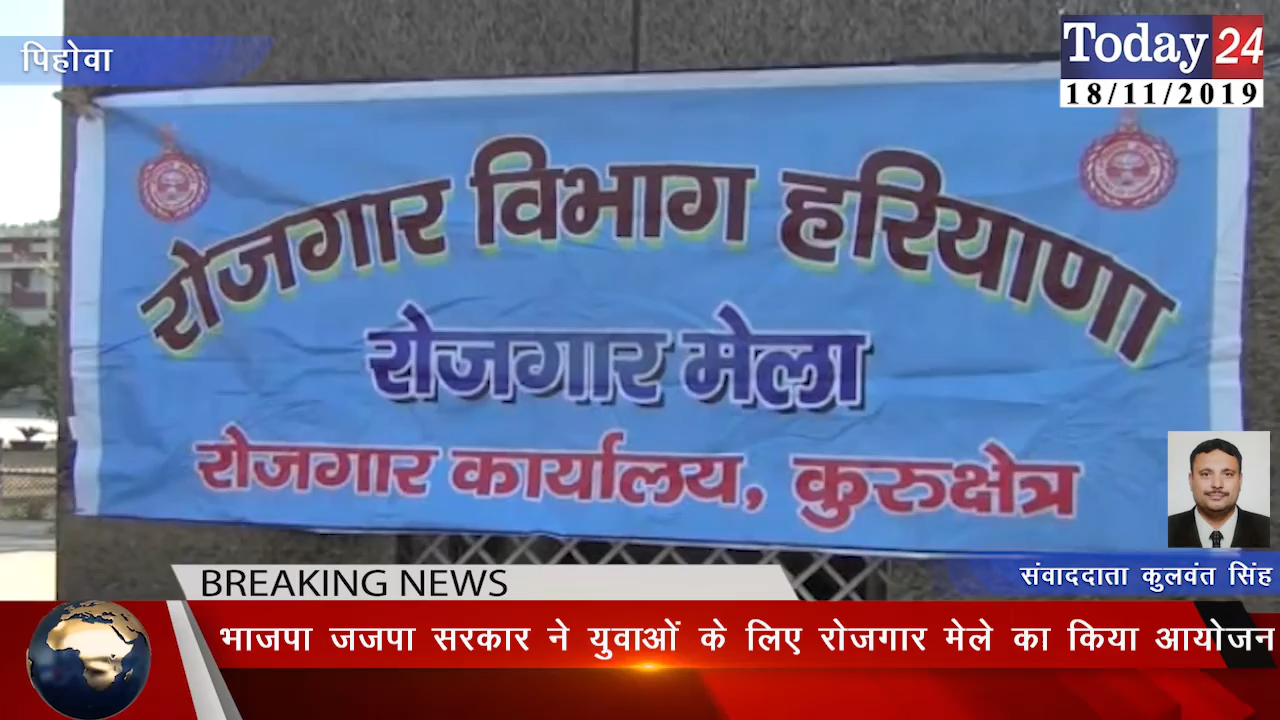 पिहोवा
Today 24
18/11/2019
रोजगार विभाग हरियाणा
रोजगार मेला
रोजगार कार्यालय, कुरुक्षेत्र
संवाददाता कुलवंत सिंह
BREAKING NEWS
भाजपा जजपा सरकार ने युवाओं के लिए रोजगार मेले का किया आयोजन